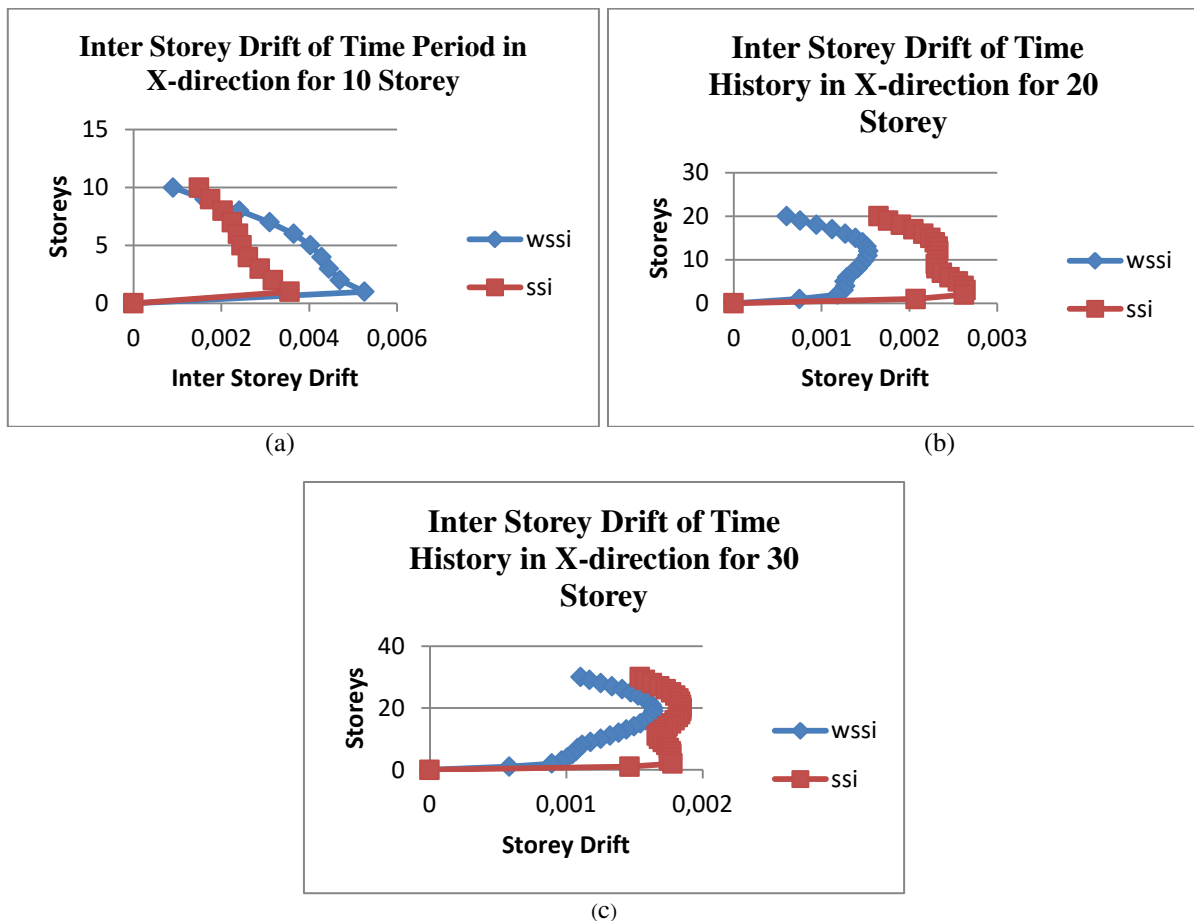 Inter Storey Drift of Time Period in
X-direction for 10 Storey
15
10
5
0
Storeys
0
0,002
0,004
0,006
Inter Storey Drift
wssi
ssi
(a)
Inter Storey Drift of Time
History in X-direction for 20
Storey
30
20
10
0
Storeys
0
0,001
0,002
0,003
Storey Drift
wssi
ssi
(b)
Inter Storey Drift of Time
History in X-direction for 30
Storey
40
20
0
Storeys
0
0,001
0,002
Storey Drift
wssi
ssi
(c)